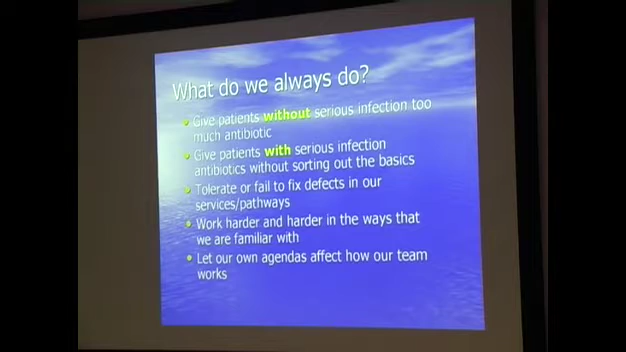 What do we always do?
Give patients without serious infection too
much antibiotic
Give patients with serious infection
antibiotics without sorting out the basics
Tolerate or fail to fix defects in our
services/pathways
Work harder and harder in the ways that
we are familiar with
Let our own agendas affect how our team
works